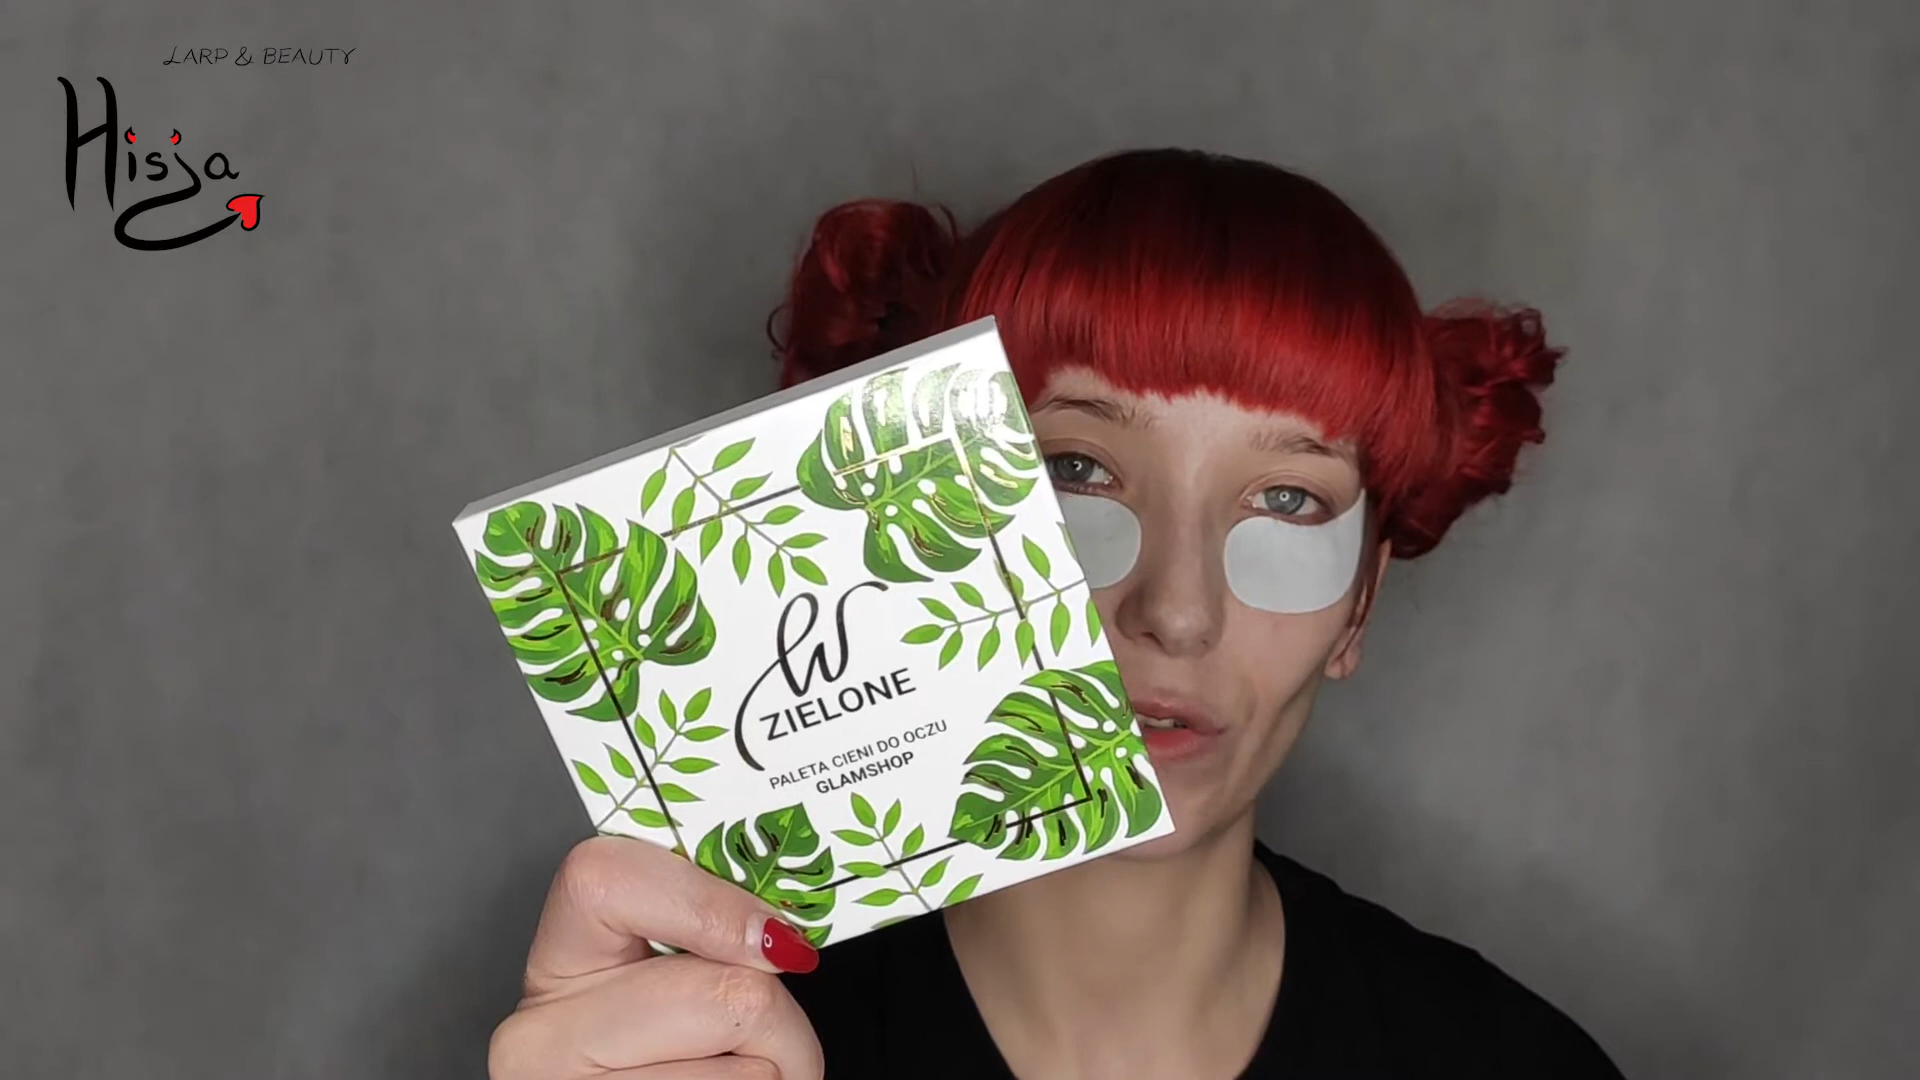 LARP & BEAUTY
Hisja
W
ZIELONE
PALETA CIENI DO OCZU
GLAMSHOP